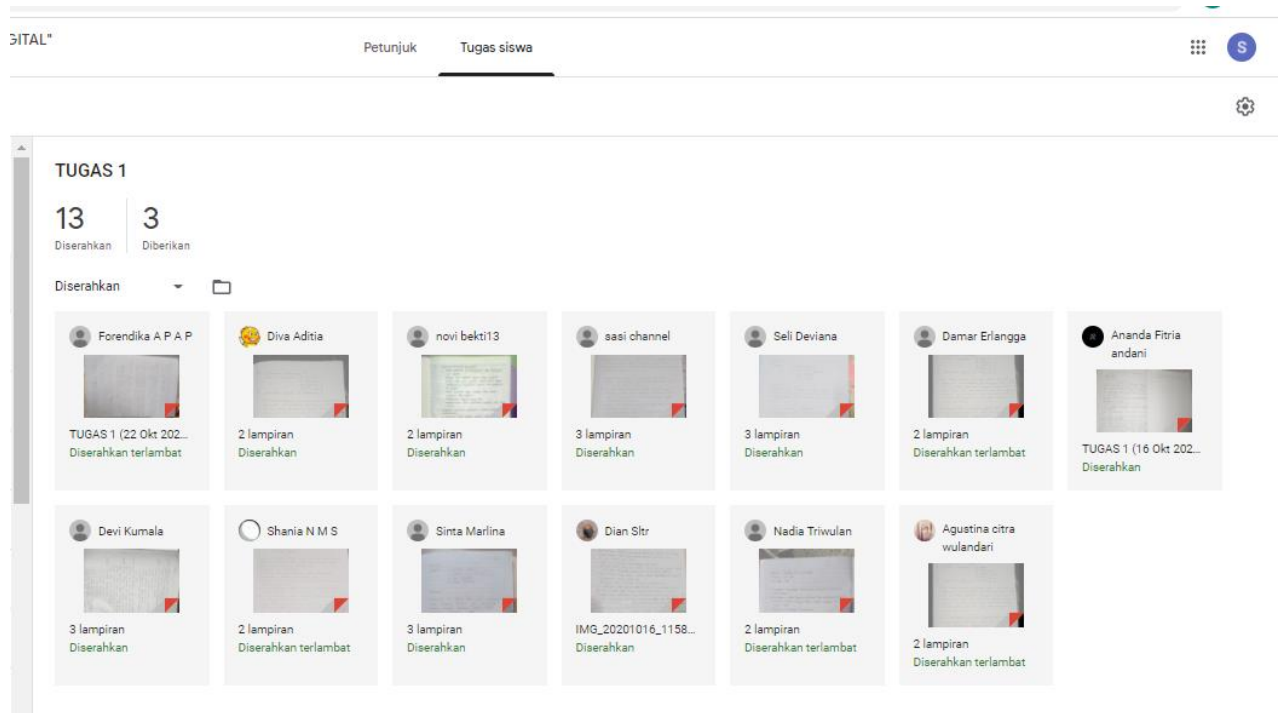 GITAL"
Petunjuk Tugas siswa
S
TUGAS 1
13 3
Diserahkan Diberikan
Diserahkan
Forendika A P A P
TUGAS 1 (22 Okt 202...
Diserahkan terlambat
Diva Aditia
2 lampiran
Diserahkan
novi bekti13
2 lampiran
Diserahkan
sasi channel
3 lampiran
Diserahkan
Seli Deviana
3 lampiran
Diserahkan
Damar Erlangga
2 lampiran
Diserahkan terlambat
Ananda Fitria
andani
TUGAS 1 (16 Okt 202...
Diserahkan
Devi Kumala
3 lampiran
Diserahkan
Shania N M S
2 lampiran
Diserahkan terlambat
Sinta Marlina
3 lampiran
Diserahkan
Dian Sltr
IMG_20201016_1158...
Diserahkan
Nadia Triwulan
2 lampiran
Diserahkan terlambat
Agustina citra
wulandari
2 lampiran
Diserahkan terlambat